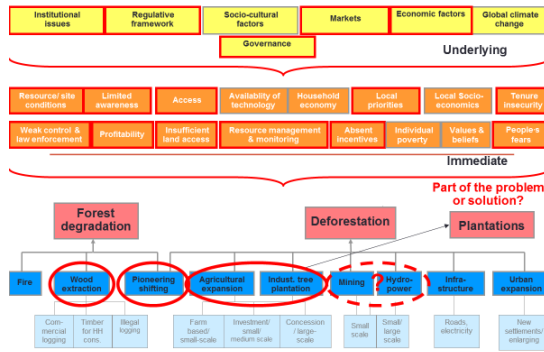 Institutional
issues
Regulative
framework
Socio-cultural
factors
Markets
Economic factors
Global climate
change
Governance
Underlying
Resource/ site
conditions
Limited
awareness
Access
Availablity of
technology
Household
economy
Local
priorities
Local Socio-
economics
Tenure
Insecurity
Weak control &
law enforcement
Profitability
Insufficient
land access
Resource management
& monitoring
Absent
incentives
Individual
poverty
Values &
beliefs
People's
fears
Immediate
Part of the problem
or solution?
Forest
degradation
Deforestation
Plantations
Fire
Wood
extraction
Pioneering
shifting
Agricultural
expansion
Indust. tree
plantation
Mining
?
Hydro-
power
Infra-
structure
Urban
expansion
Com-
mercial
logging
Timber
for HH
cons.
Illegal
logging
Farm
based/
small-scale
Investment/
small/
medium scale
Concession /
large-
scale
Small
scale
Small/
large
scale
Roads,
electricity
New
settlements/
enlarging